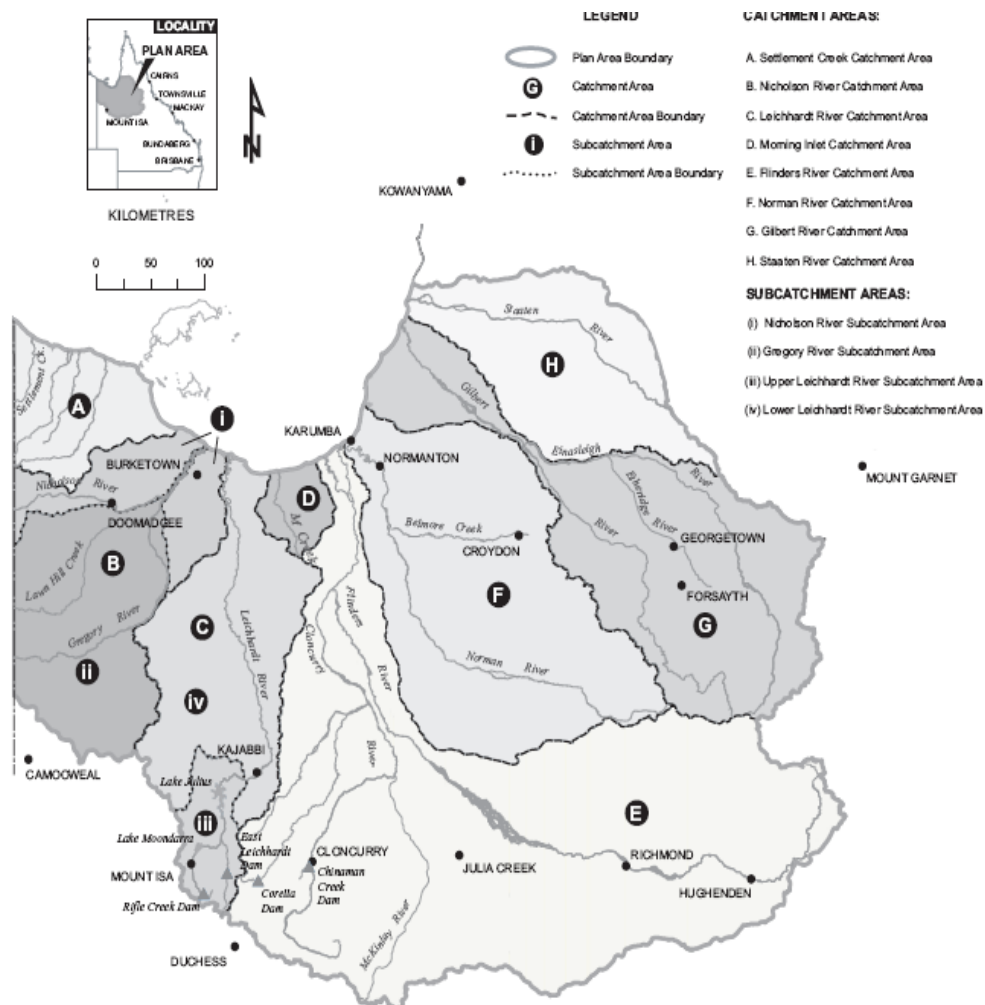 LOCALITY
PLAN AREA
CAIRNS
TOWNSVILLE
MACKAY
MOUNT ISA
BUNDABERG
BRISBANE
N
KILOMETRES
0 50 100
LEGEND
Plan Area Boundary
G Catchment Area
Catchment Area Boundary
i Subcatchment Area
Subcatchment Area Boundary
CATCHMENT AREAS:
A. Settlement Creek Catchment Area
B. Nicholson River Catchment Area
C. Leichhardt River Catchment Area
D. Morning Inlet Catchment Area
E. Flinders River Catchment Area
F. Norman River Catchment Area
G. Gilbert River Catchment Area
H. Staaten River Catchment Area
SUBCATCHMENT AREAS:
(i) Nicholson River Subcatchment Area
(ii) Gregory River Subcatchment Area
(iii) Upper Leichhardt River Subcatchment Area
(iv) Lower Leichhardt River Subcatchment Area
KOWANYAMA
Staaten River
H
Settlement Ck.
A
i
Gilbert
KARUMBA
NORMANTON
Einasleigh River
MOUNT GARNET
BURKETOWN
Nicholson River
DOOMADGEE
D
M Creek
Etheridge River
River
Belmore Creek
CROYDON
GEORGETOWN
B
Lawn Hill Creek
FORSAYTH
F
G
Gregory River
C
Leichhardt River
Flinders River
Cloncurry River
Norman River
ii
iv
KAJABBI
CAMOOWEAL
Lake Julius
iii
E
Lake Moondarra
East
Leichhardt
Dam
CLONCURRY
Chinaman
Creek
Dam
JULIA CREEK
RICHMOND
HUGHENDEN
MOUNT ISA
Corella
Dam
Rifle Creek Dam
McKinlay River
DUCHESS